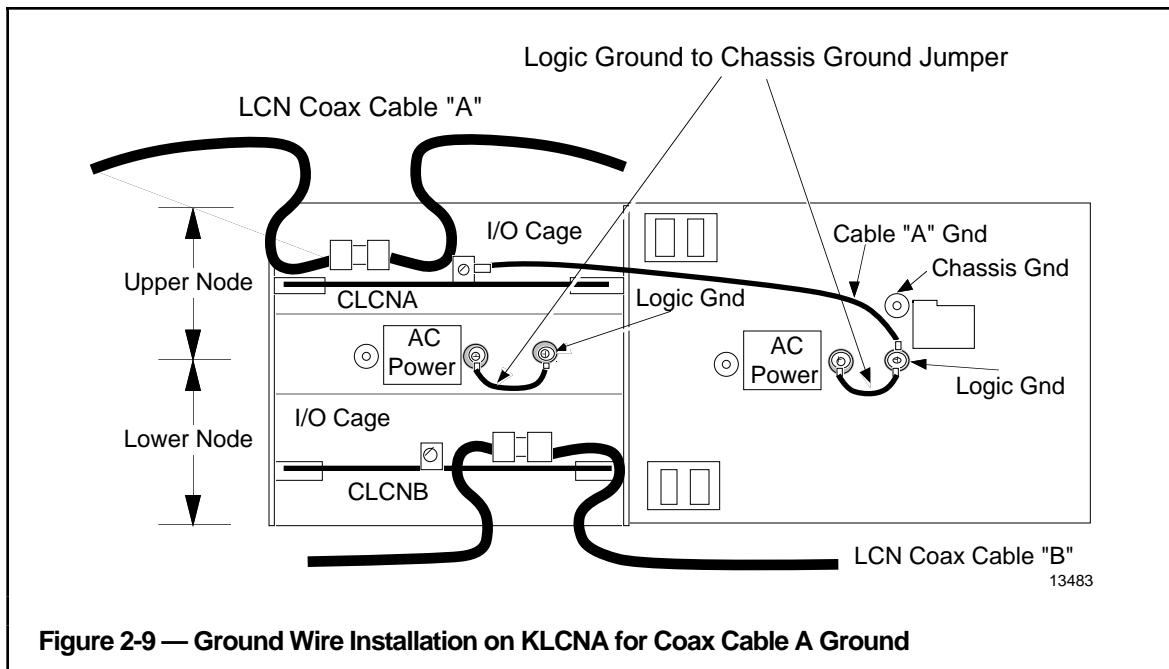 Logic Ground to Chassis Ground Jumper
LCN Coax Cable "A"
I/O Cage
Cable "A" Gnd
Chassis Gnd
Upper Node
CLCNA
Logic Gnd
AC
Power
AC
Power
Logic Gnd
I/O Cage
Lower Node
CLCNB
LCN Coax Cable "B"
13483
Figure 2-9 — Ground Wire Installation on KLCNA for Coax Cable A Ground